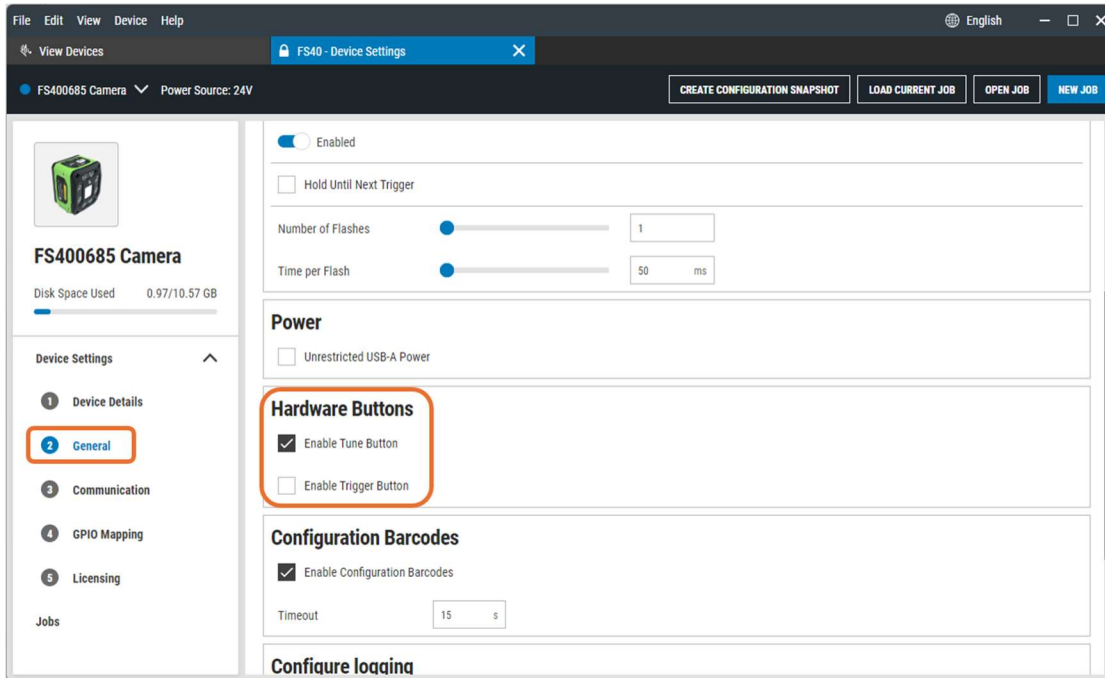 File Edit View Device Help English
View Devices FS40 - Device Settings
FS400685 Camera Power Source: 24V CREATE CONFIGURATION SNAPSHOT LOAD CURRENT JOB OPEN JOB NEW JOB
FS400685 Camera
Disk Space Used 0.97/10.57 GB
Device Settings
1 Device Details
2 General
3 Communication
4 GPIO Mapping
5 Licensing
Jobs
Enabled
Hold Until Next Trigger
Number of Flashes 1
Time per Flash 50 ms
Power
Unrestricted USB-A Power
Hardware Buttons
Enable Tune Button
Enable Trigger Button
Configuration Barcodes
Enable Configuration Barcodes
Timeout 15 s
Configure logging